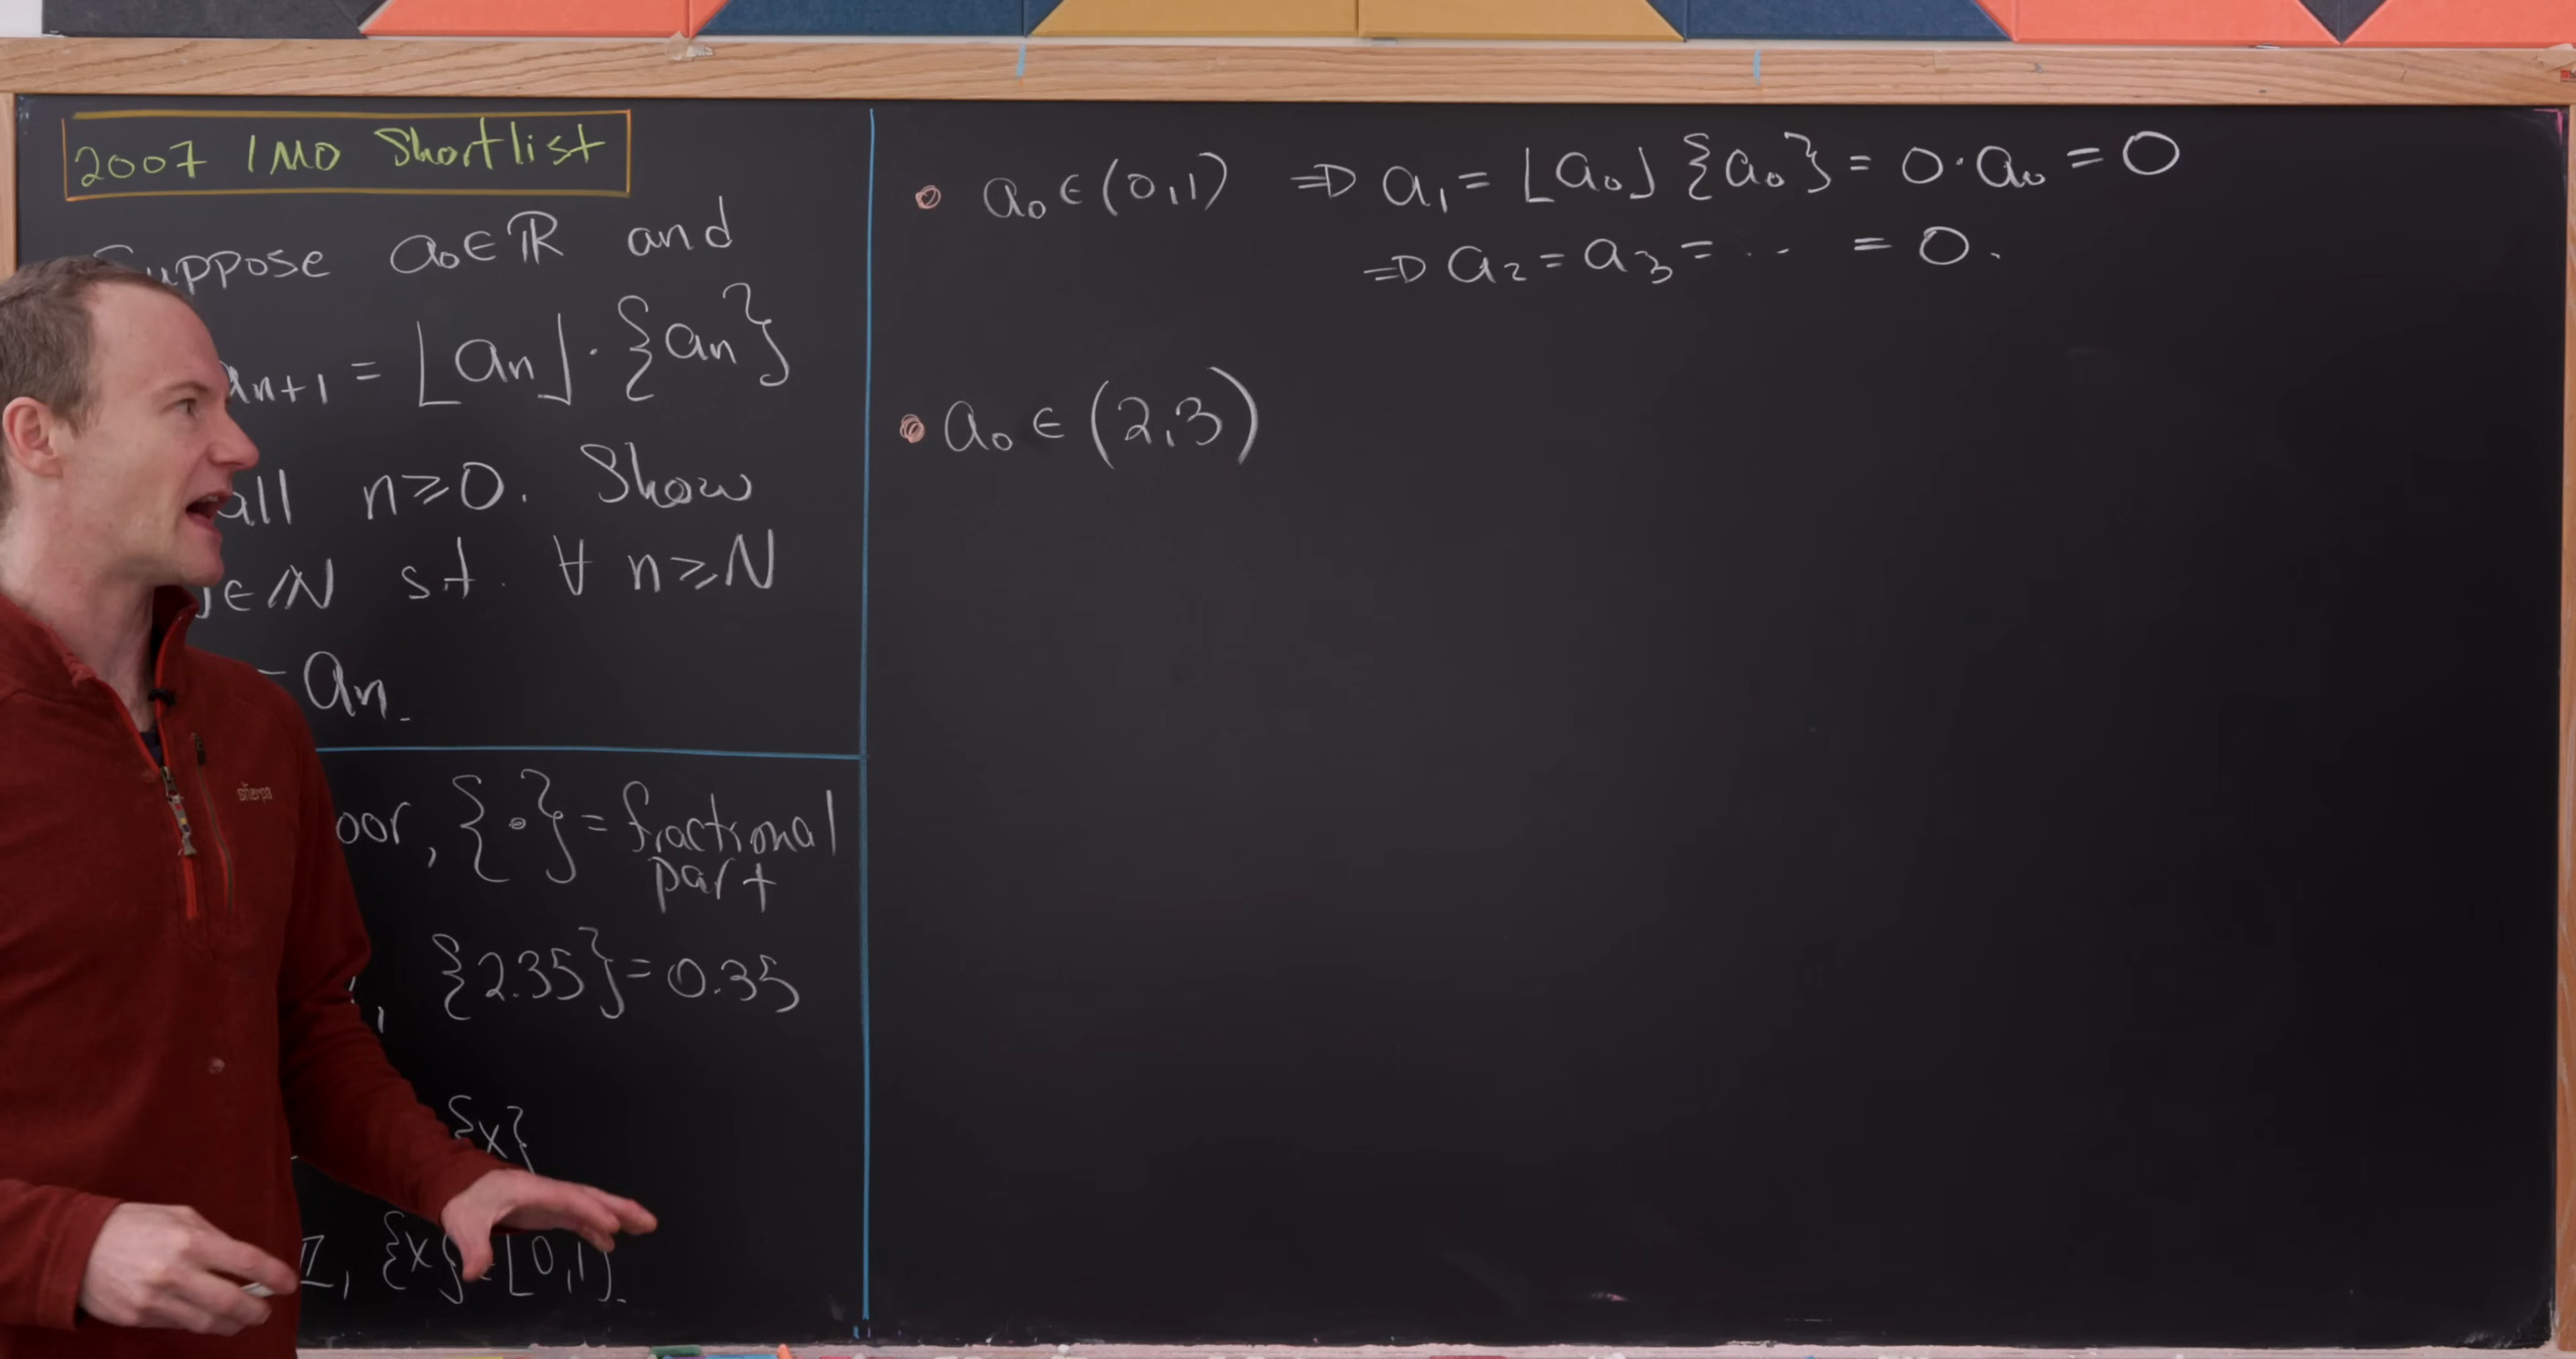 2007 IMO Shortlist
Suppose a₀∈ℝ and
aₙ₊₁ = ⌊aₙ⌋·{aₙ}
all n≥0. Show
∈ℕ st. ∀ n≥N
aₙ.
oor, {·} = fractional
part
{2.35}=0.35
{x}
ℤ, {x} [0,1).
• a₀∈(0,1) ⇒ a₁ = ⌊a₀⌋ {a₀} = 0·a₀ = 0
⇒ a₂ = a₃ = ... = 0.
• a₀ ∈ (2,3)
sherpa